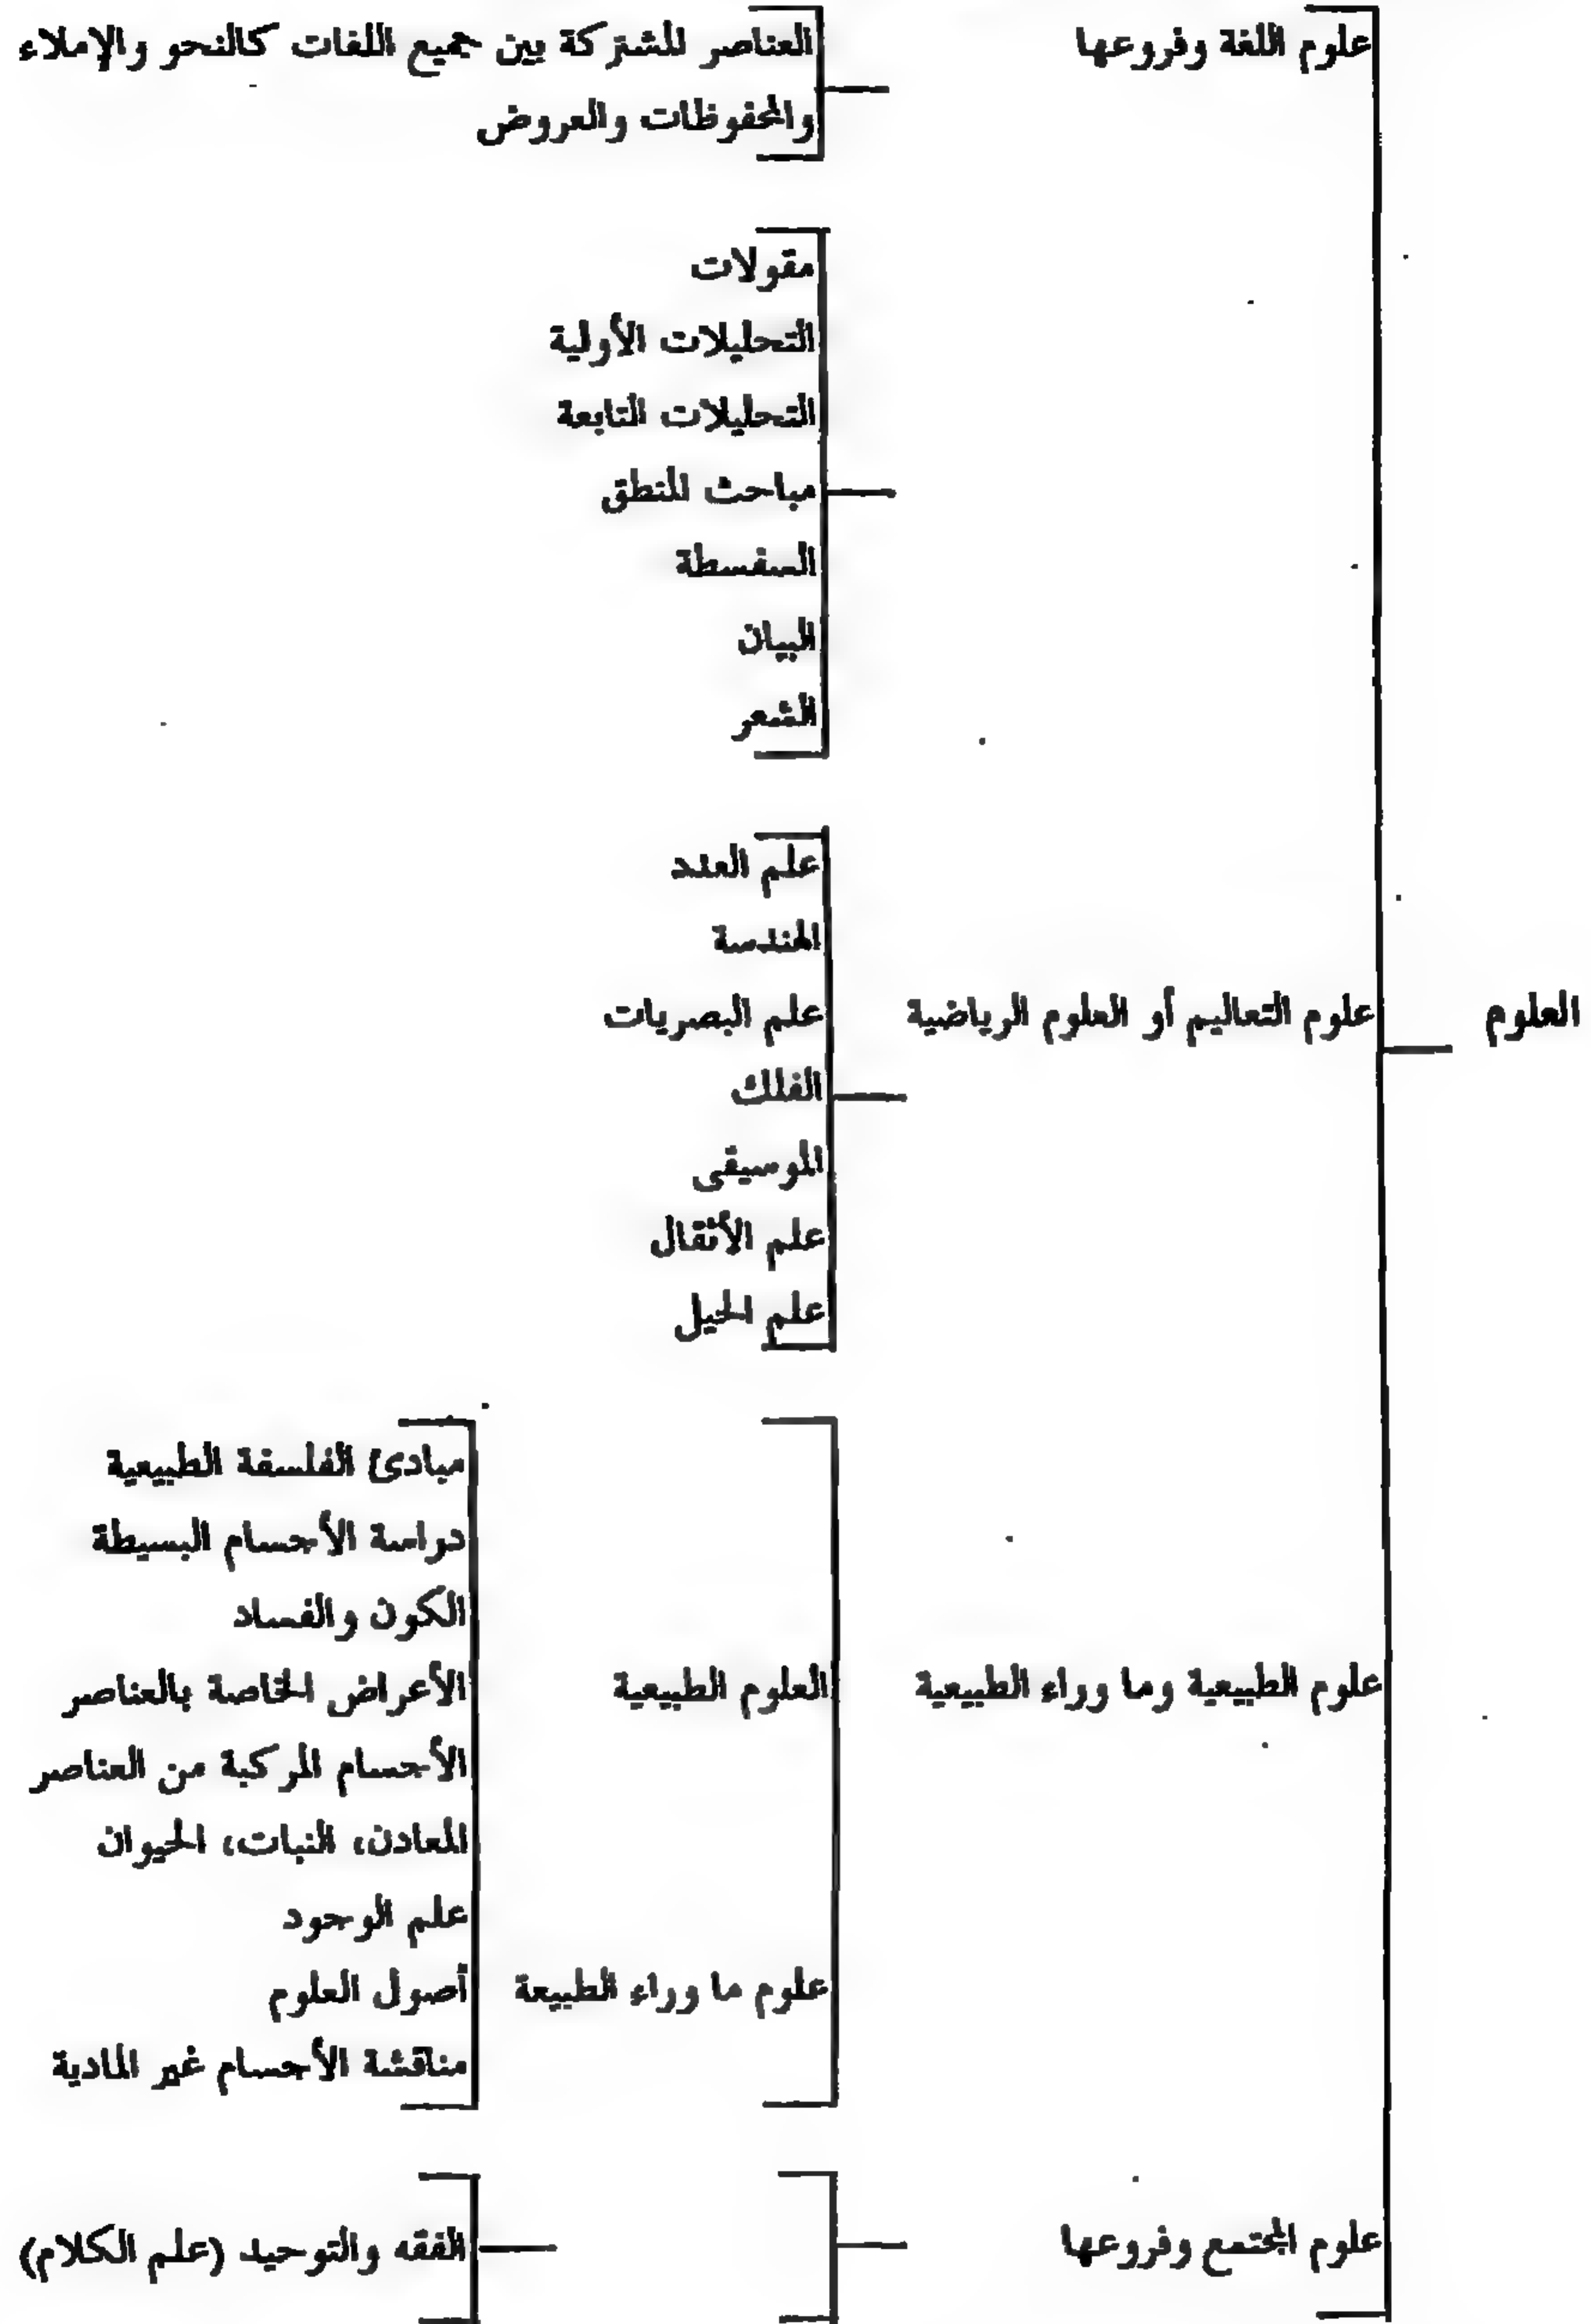 العلوم
علوم اللغة وفروعها
العناصر المشتركة بين جميع اللغات كالنحو والإملاء
والمحفوظات والعروض
مقولات
التحليلات الأولية
التحليلات التابعة
مباحث المنطق
السفسطة
البيان
الشعر
علوم التعاليم أو العلوم الرياضية
علم العدد
الهندسة
علم البصريات
الفلك
الموسيقى
علم الأثقال
علم الحيل
علوم الطبيعية وما وراء الطبيعية
العلوم الطبيعية
مبادئ الفلسفة الطبيعية
دراسة الأجسام البسيطة
الكون والفساد
الأعراض الخاصة بالعناصر
الأجسام المركبة من العناصر
المعادن، النبات، الحيوان
علم الوجود
علوم ما وراء الطبيعة
أصول العلوم
مناقشة الأجسام غير المادية
علوم المجتمع وفروعها
الفقه والتوحيد (علم الكلام)